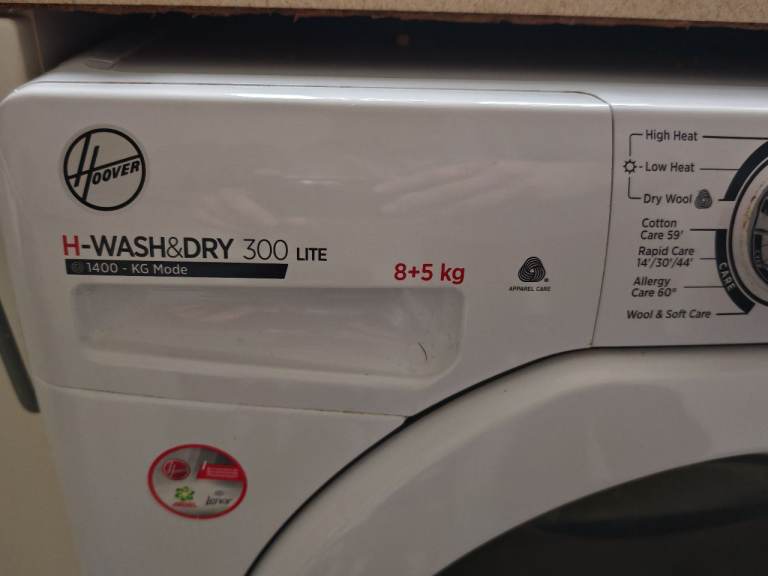 HOOVER
H-WASH&DRY 300 LITE
@ 1400 - KG Mode
8+5 kg
APPAREL CARE
High Heat
Low Heat
Dry Wool
Cotton
Care 59'
Rapid Care
14'/30'/44'
Allergy
Care 60°
Wool & Soft Care
CARE